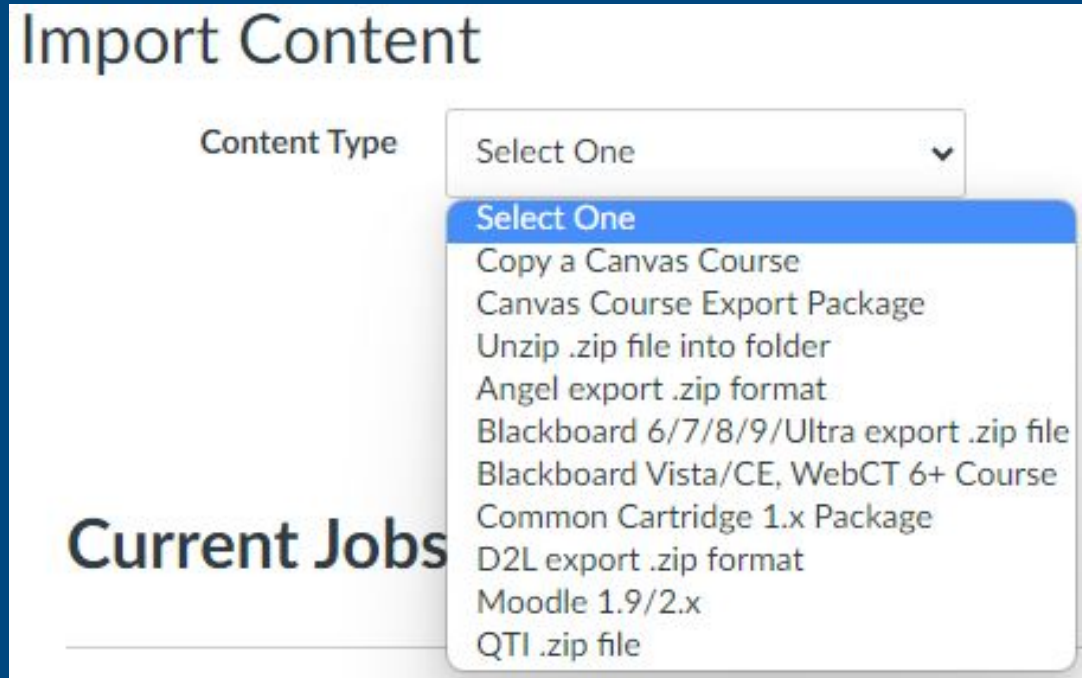 Import Content
Content Type
Select One
Select One
Copy a Canvas Course
Canvas Course Export Package
Unzip .zip file into folder
Angel export .zip format
Blackboard 6/7/8/9/Ultra export .zip file
Blackboard Vista/CE, WebCT 6+ Course
Common Cartridge 1.x Package
D2L export .zip format
Moodle 1.9/2.x
QTI .zip file
Current Jobs